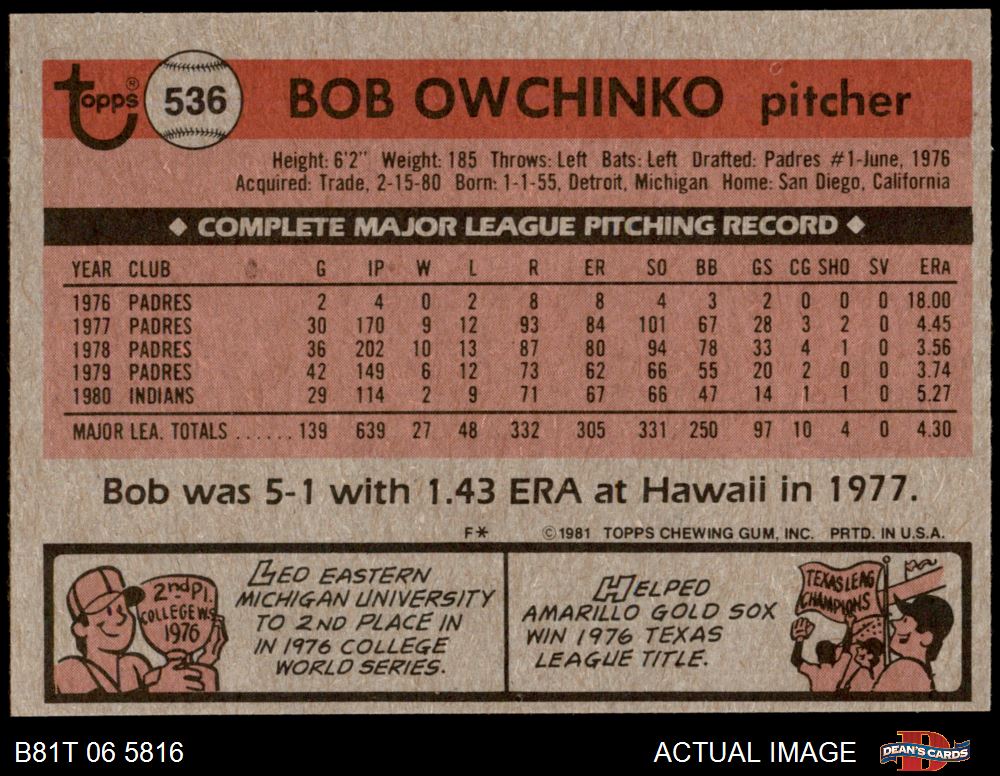 Topps® 536 BOB OWCHINKO pitcher
Height: 6'2" Weight: 185 Throws: Left Bats: Left Drafted: Padres #1-June, 1976
Acquired: Trade, 2-15-80 Born: 1-1-55, Detroit, Michigan Home: San Diego, California
◆ COMPLETE MAJOR LEAGUE PITCHING RECORD ◆
YEAR CLUB G IP W L R ER SO BB GS CG SHO SV ERA
1976 PADRES 2 4 0 2 8 8 4 3 2 0 0 0 18.00
1977 PADRES 30 170 9 12 93 84 101 67 28 3 2 0 4.45
1978 PADRES 36 202 10 13 87 80 94 78 33 4 1 0 3.56
1979 PADRES 42 149 6 12 73 62 66 55 20 2 0 0 3.74
1980 INDIANS 29 114 2 9 71 67 66 47 14 1 1 0 5.27
MAJOR LEA. TOTALS ...... 139 639 27 48 332 305 331 250 97 10 4 0 4.30
Bob was 5-1 with 1.43 ERA at Hawaii in 1977.
F* © 1981 TOPPS CHEWING GUM, INC. PRTD. IN U.S.A.
2nd Pl.
COLLEGE W.S.
1976
LED EASTERN
MICHIGAN UNIVERSITY
TO 2ND PLACE IN
IN 1976 COLLEGE
WORLD SERIES.
HELPED
AMARILLO GOLD SOX
WIN 1976 TEXAS
LEAGUE TITLE.
TEXAS LEAG
CHAMPIONS
B81T 06 5816 ACTUAL IMAGE DEAN'S CARDS